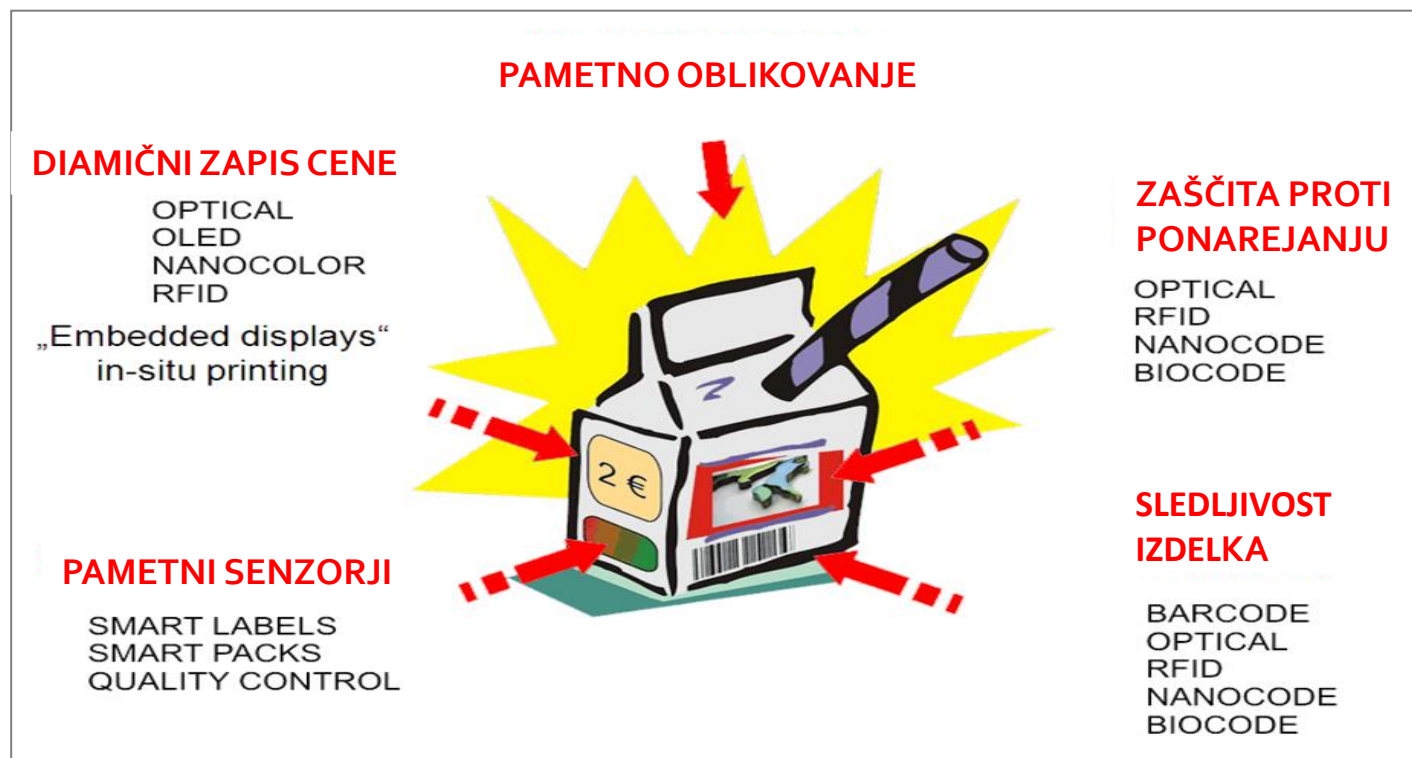 PAMETNO OBLIKOVANJE
DIAMIČNI ZAPIS CENE
OPTICAL
OLED
NANOCOLOR
RFID
„Embedded displays“
in-situ printing
ZAŠČITA PROTI
PONAREJANJU
OPTICAL
RFID
NANOCODE
BIOCODE
2 €
PAMETNI SENZORJI
SMART LABELS
SMART PACKS
QUALITY CONTROL
SLEDLJIVOST
IZDELKA
BARCODE
OPTICAL
RFID
NANOCODE
BIOCODE